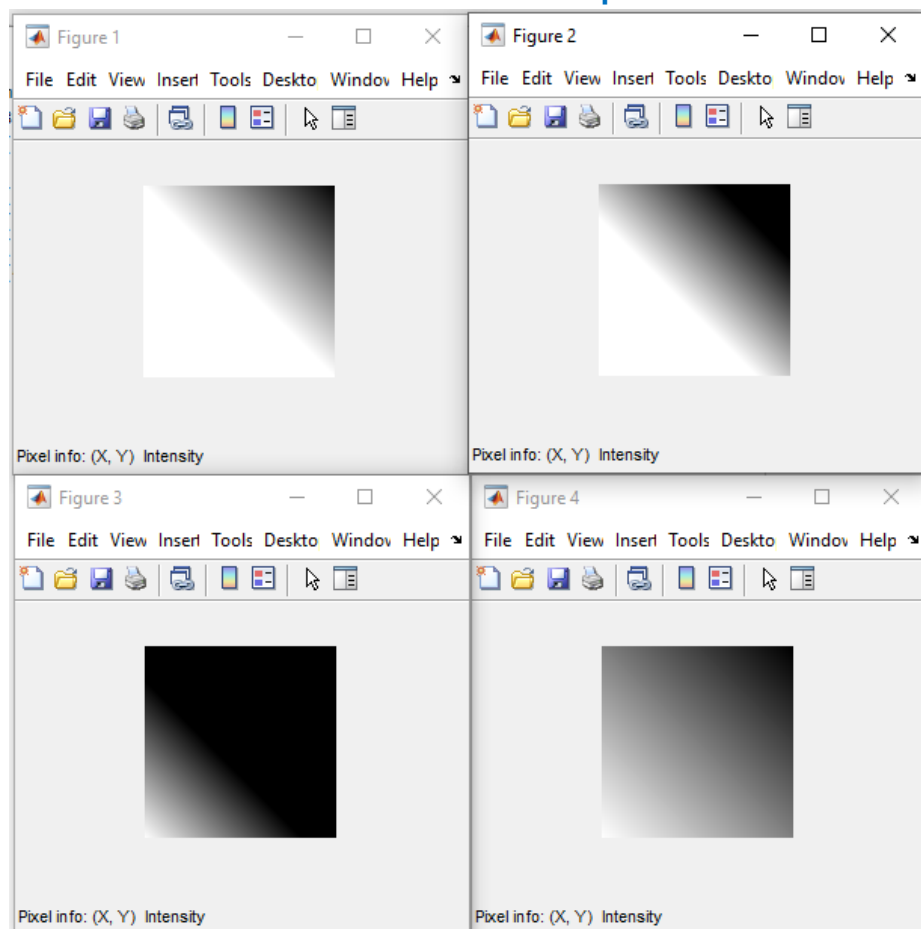 Figure 1
File Edit View Insert Tools Deskto Window Help
Pixel info: (X, Y) Intensity
Figure 2
File Edit View Insert Tools Deskto Window Help
Pixel info: (X, Y) Intensity
Figure 3
File Edit View Insert Tools Deskto Window Help
Pixel info: (X, Y) Intensity
Figure 4
File Edit View Insert Tools Deskto Window Help
Pixel info: (X, Y) Intensity